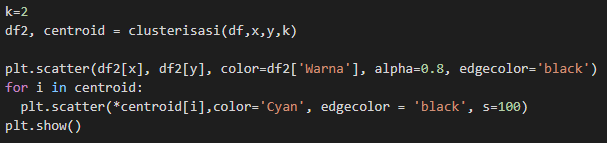 k=2
df2, centroid = clusterisasi(df,x,y,k)
plt.scatter(df2[x], df2[y], color=df2['Warna'], alpha=0.8, edgecolor='black')
for i in centroid:
  plt.scatter(*centroid[i],color='Cyan', edgecolor = 'black', s=100)
plt.show()